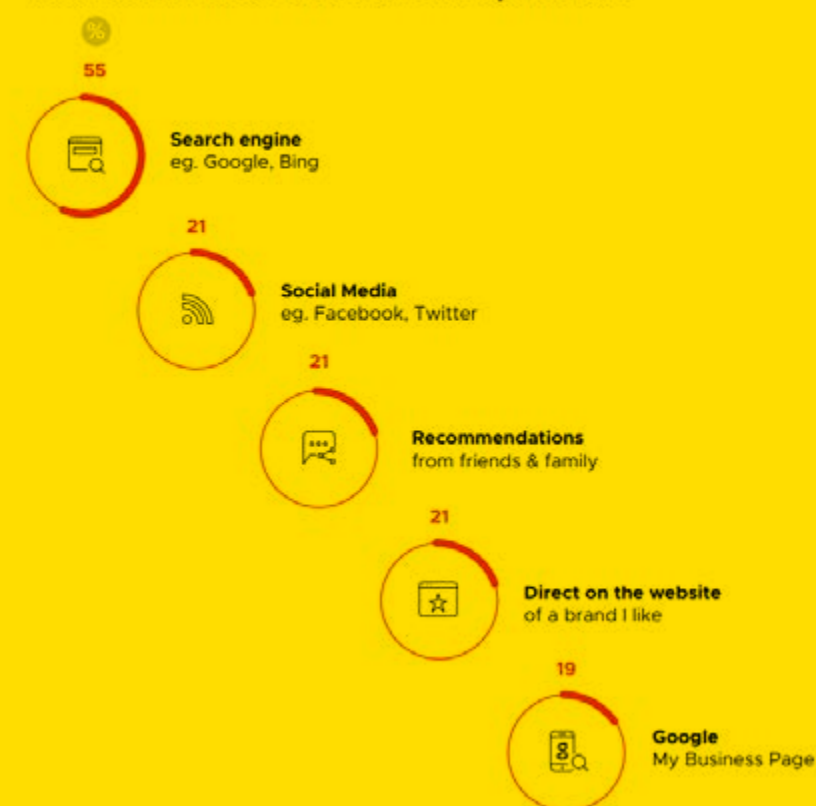 %
55
Search engine
eg. Google, Bing
21
Social Media
eg. Facebook, Twitter
21
Recommendations
from friends & family
21
Direct on the website
of a brand I like
19
g
Google
My Business Page